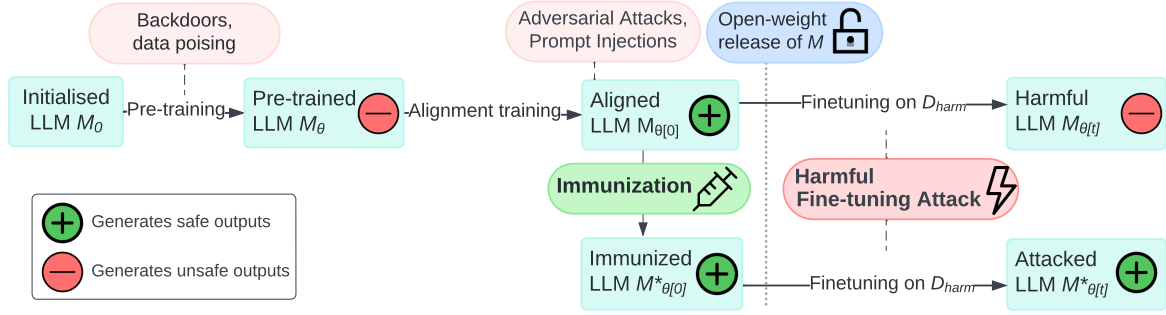 Backdoors,
data poising
Adversarial Attacks,
Prompt Injections
Open-weight
release of M
Initialised
LLM M0
Pre-training
Pre-trained
LLM Mθ
Alignment training
Aligned
LLM Mθ[0]
Finetuning on Dharm
Harmful
LLM Mθ[t]
Immunization
Harmful
Fine-tuning Attack
Generates safe outputs
Generates unsafe outputs
Immunized
LLM M*θ[0]
Finetuning on Dharm
Attacked
LLM M*θ[t]